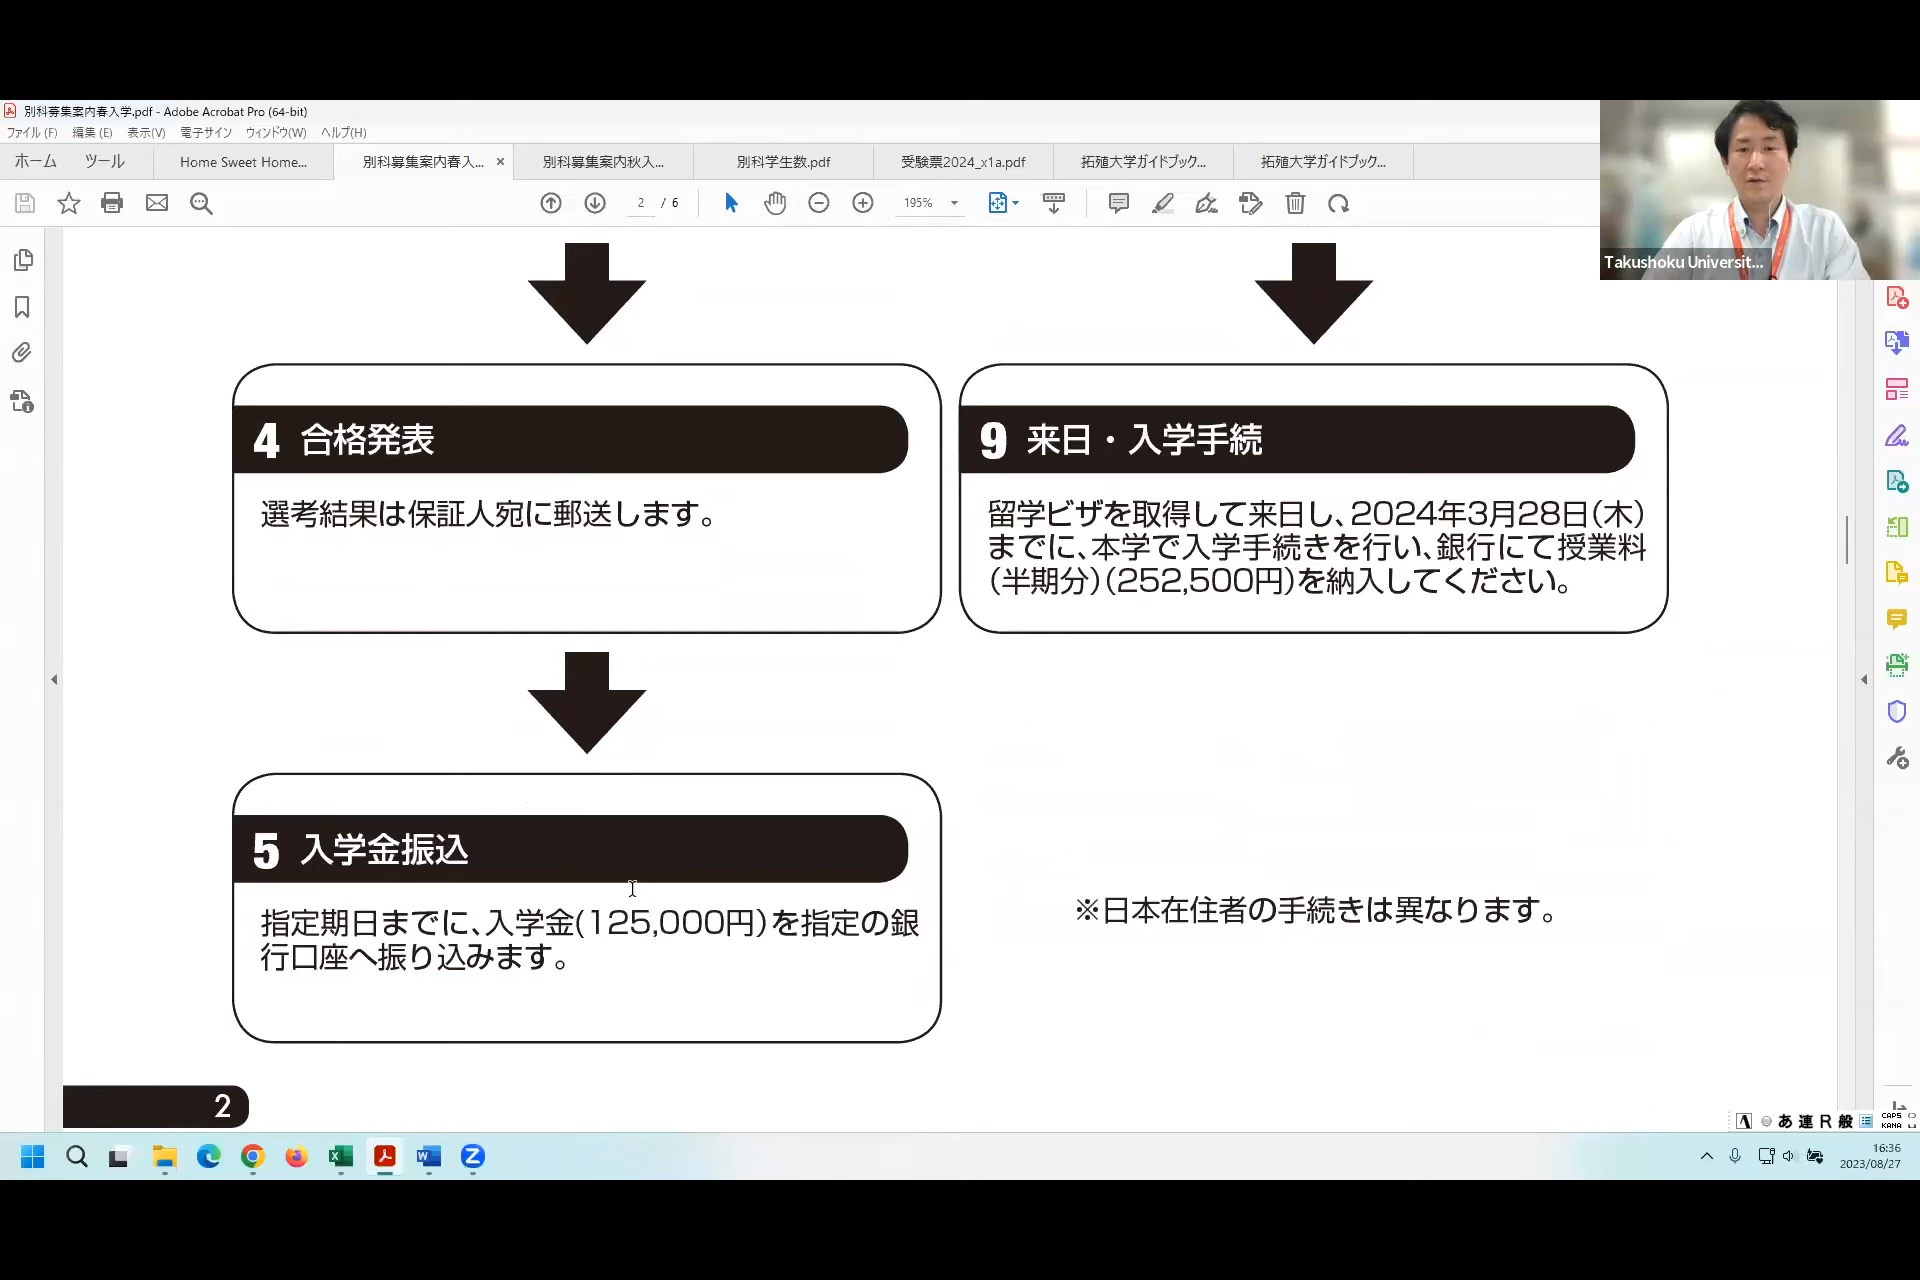 別科募集案内春入学.pdf - Adobe Acrobat Pro (64-bit)
ファイル(F) 編集(E) 表示(V) 電子サイン ウィンドウ(W) ヘルプ(H)
ホーム ツール Home Sweet Home... 別科募集案内春入... × 別科募集案内秋入... 別科学生数.pdf 受験票2024_x1a.pdf 拓殖大学ガイドブック... 拓殖大学ガイドブック...
2 / 6 195%
Takushoku Universit...
4 合格発表
選考結果は保証人宛に郵送します。
9 来日・入学手続
留学ビザを取得して来日し、2024年3月28日(木)
までに、本学で入学手続きを行い、銀行にて授業料
(半期分)(252,500円)を納入してください。
5 入学金振込
指定期日までに、入学金(125,000円)を指定の銀
行口座へ振り込みます。
※日本在住者の手続きは異なります。
2
A あ 連 R 般 CAPS KANA
16:36
2023/08/27